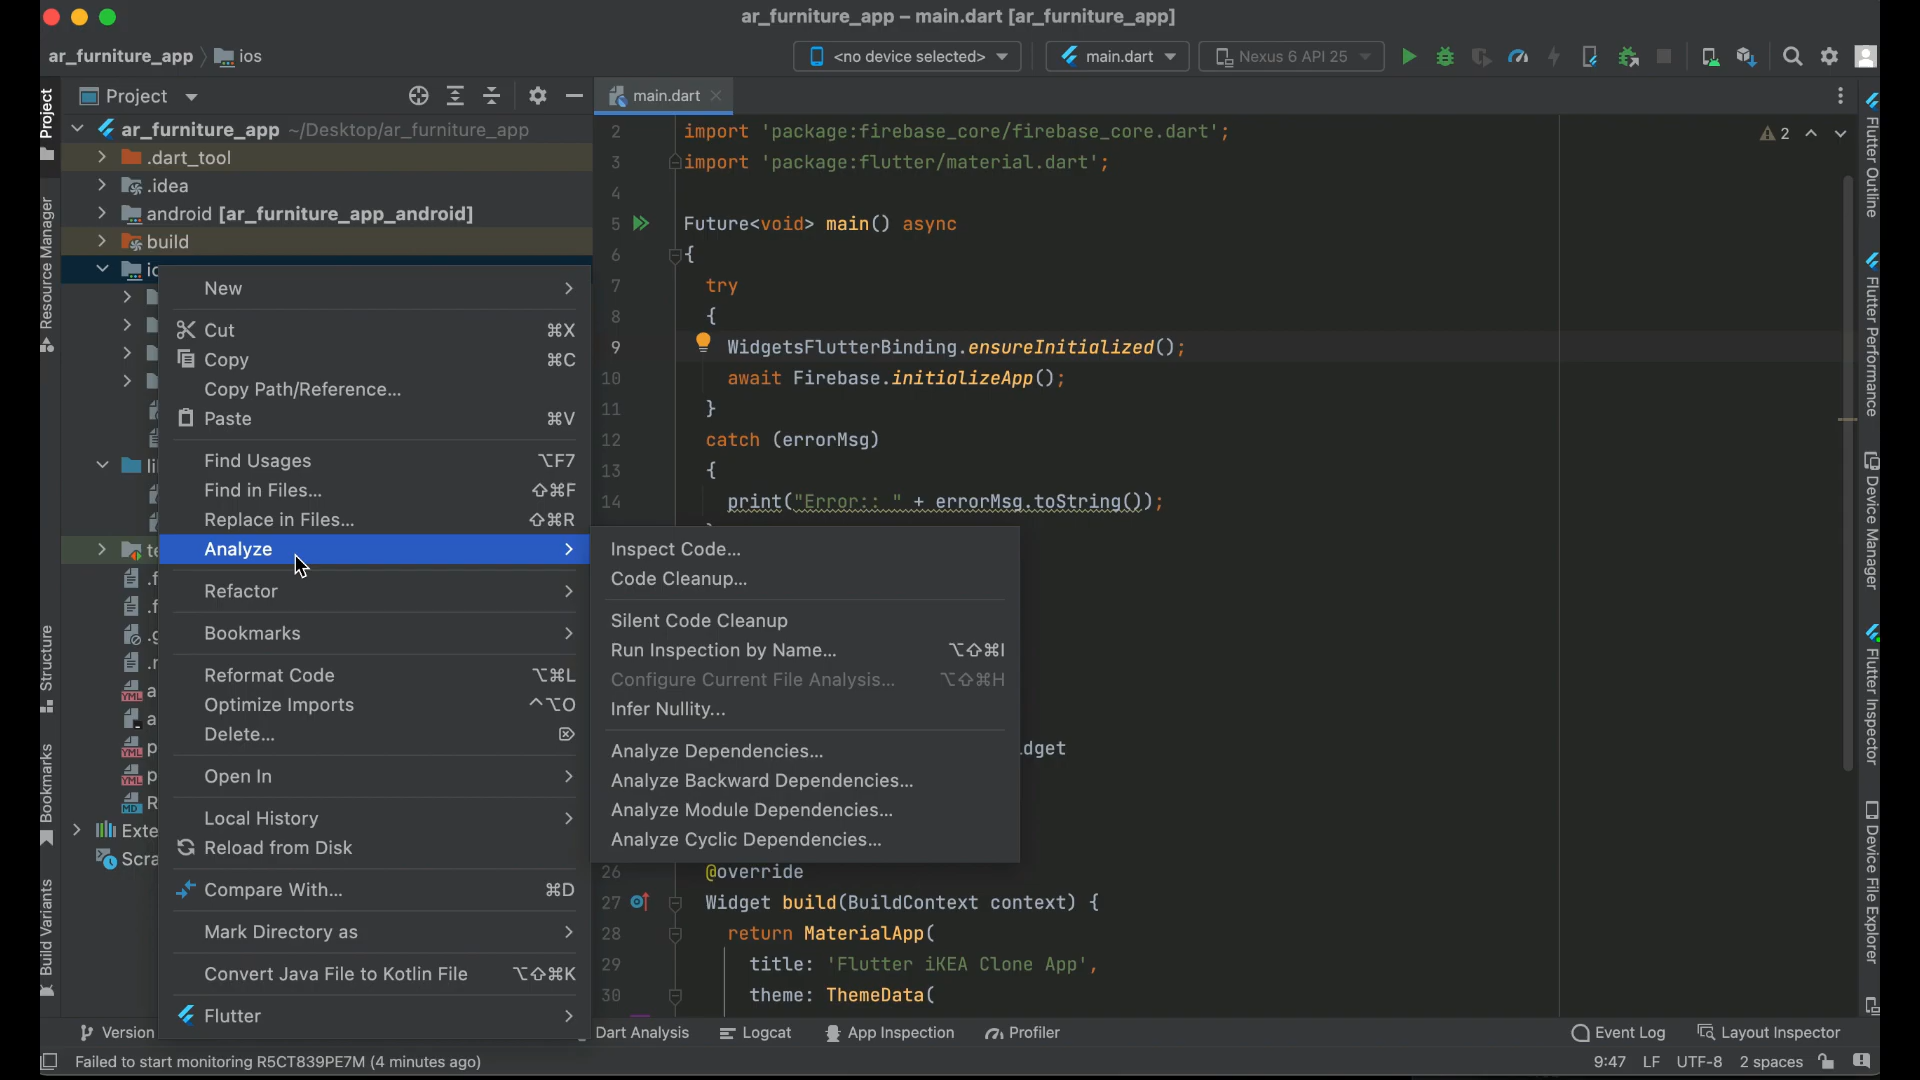 ar_furniture_app – main.dart [ar_furniture_app]
ar_furniture_app
ios
<no device selected>
main.dart
Nexus 6 API 25
Project
main.dart
ar_furniture_app ~/Desktop/ar_furniture_app
.dart_tool
.idea
android [ar_furniture_app_android]
build
New
Cut ⌘X
Copy ⌘C
Copy Path/Reference...
Paste ⌘V
Find Usages ⌥F7
Find in Files... ⇧⌘F
Replace in Files... ⇧⌘R
Analyze
Refactor
Bookmarks
Reformat Code ⌥⌘L
Optimize Imports ^⌥O
Delete... ⌦
Open In
Local History
Reload from Disk
Compare With... ⌘D
Mark Directory as
Convert Java File to Kotlin File ⌥⇧⌘K
Flutter
Inspect Code...
Code Cleanup...
Silent Code Cleanup
Run Inspection by Name... ⌥⇧⌘I
Configure Current File Analysis... ⌥⇧⌘H
Infer Nullity...
Analyze Dependencies...
Analyze Backward Dependencies...
Analyze Module Dependencies...
Analyze Cyclic Dependencies...
2 import 'package:firebase_core/firebase_core.dart';
3 import 'package:flutter/material.dart';
4
5 Future<void> main() async
6 {
7 try
8 {
9 WidgetsFlutterBinding.ensureInitialized();
10 await Firebase.initializeApp();
11 }
12 catch (errorMsg)
13 {
14 print("Error:: " + errorMsg.toString());
dget
26 @override
27 Widget build(BuildContext context) {
28 return MaterialApp(
29 title: 'Flutter iKEA Clone App',
30 theme: ThemeData(
2
Project
Resource Manager
Structure
Bookmarks
Build Variants
Flutter Outline
Flutter Performance
Device Manager
Flutter Inspector
Device File Explorer
Exte
Scra
Version
Dart Analysis
Logcat
App Inspection
Profiler
Event Log
Layout Inspector
Failed to start monitoring R5CT839PE7M (4 minutes ago)
9:47 LF UTF-8 2 spaces